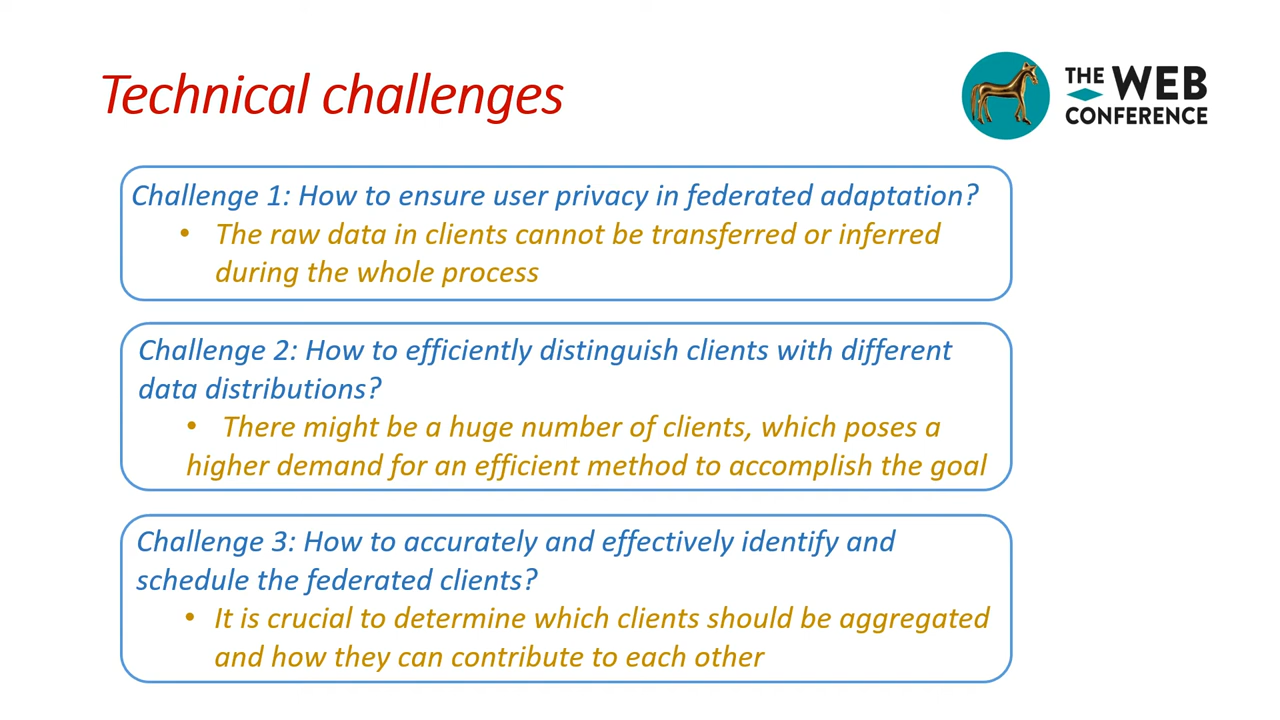 Technical challenges
THE WEB
CONFERENCE
Challenge 1: How to ensure user privacy in federated adaptation?
• The raw data in clients cannot be transferred or inferred
during the whole process
Challenge 2: How to efficiently distinguish clients with different
data distributions?
• There might be a huge number of clients, which poses a
higher demand for an efficient method to accomplish the goal
Challenge 3: How to accurately and effectively identify and
schedule the federated clients?
• It is crucial to determine which clients should be aggregated
and how they can contribute to each other